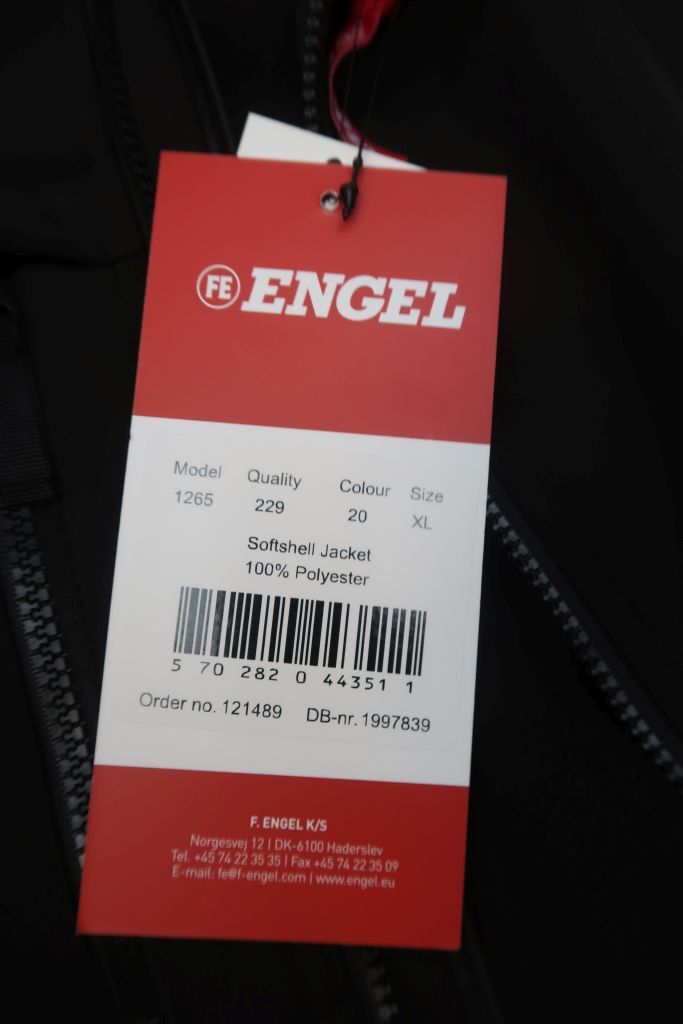 FE ENGEL
Model Quality Colour Size
1265 229 20 XL
Softshell Jacket
100% Polyester
5 70 282 0 44351 1
Order no. 121489 DB-nr. 1997839
F. ENGEL K/S
Norgesvej 12 | DK-6100 Haderslev
Tel. +45 74 22 35 35 | Fax +45 74 22 35 09
E-mail: fe@f-engel.com | www.engel.eu